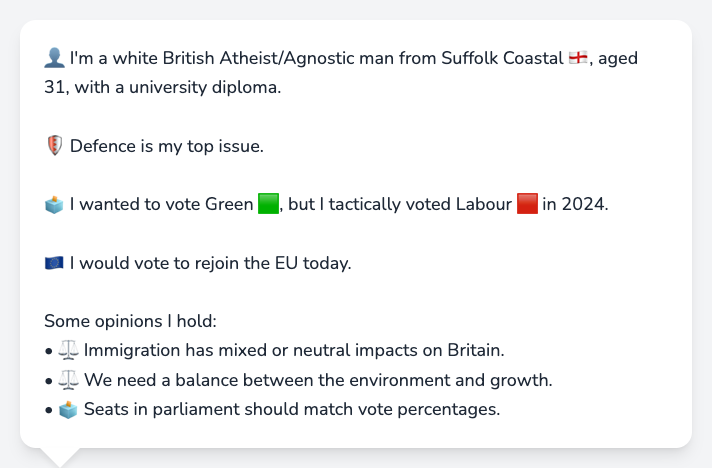 👤 I'm a white British Atheist/Agnostic man from Suffolk Coastal 🏴󠁧󠁢󠁥󠁮󠁧󠁿, aged
31, with a university diploma.
🛡️ Defence is my top issue.
🗳️ I wanted to vote Green 🟩, but I tactically voted Labour 🟥 in 2024.
🇪🇺 I would vote to rejoin the EU today.
Some opinions I hold:
• ⚖️ Immigration has mixed or neutral impacts on Britain.
• ⚖️ We need a balance between the environment and growth.
• 🗳️ Seats in parliament should match vote percentages.